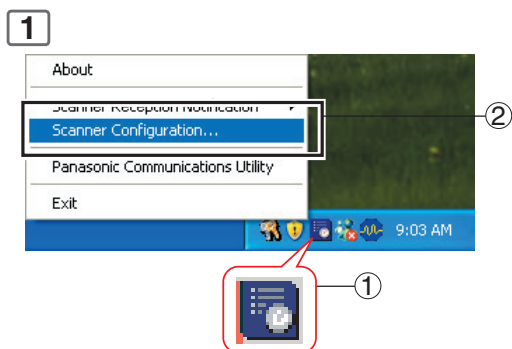 1
About
Scanner Reception Notification
Scanner Configuration...
②
Panasonic Communications Utility
Exit
9:03 AM
①